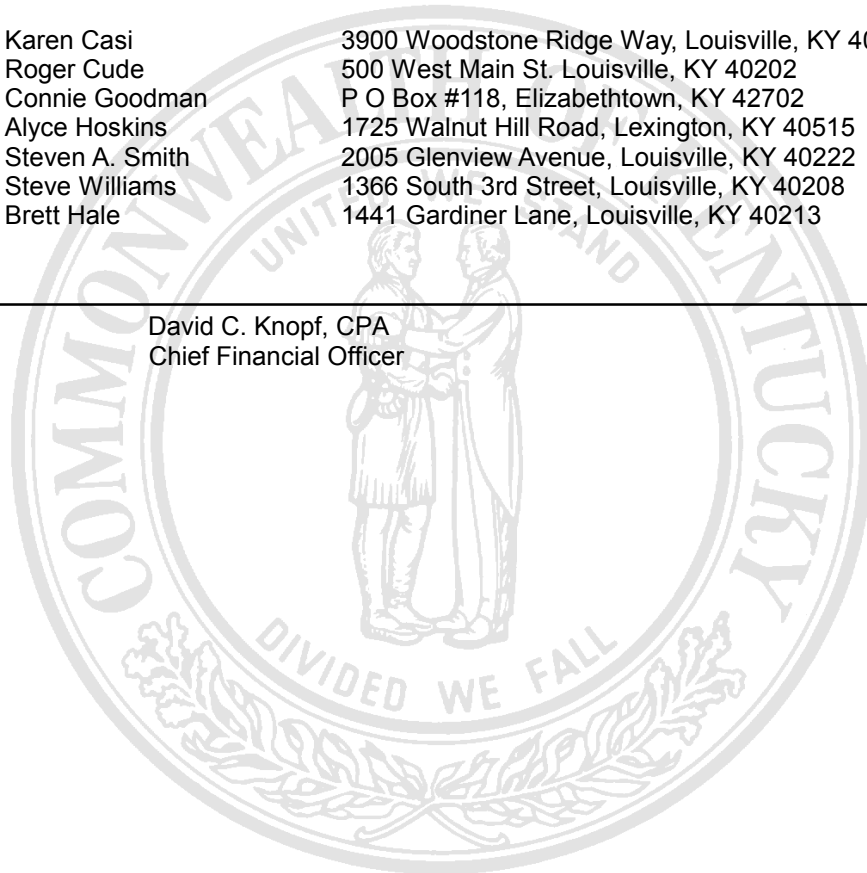 Karen Casi 3900 Woodstone Ridge Way, Louisville, KY
Roger Cude 500 West Main St. Louisville, KY 40202
Connie Goodman P O Box #118, Elizabethtown, KY 42702
Alyce Hoskins 1725 Walnut Hill Road, Lexington, KY 40515
Steven A. Smith 2005 Glenview Avenue, Louisville, KY 40222
Steve Williams 1366 South 3rd Street, Louisville, KY 40208
Brett Hale 1441 Gardiner Lane, Louisville, KY 40213
David C. Knopf, CPA
Chief Financial Officer
COMMONWEALTH OF KENTUCKY
UNITED WE STAND
DIVIDED WE FALL